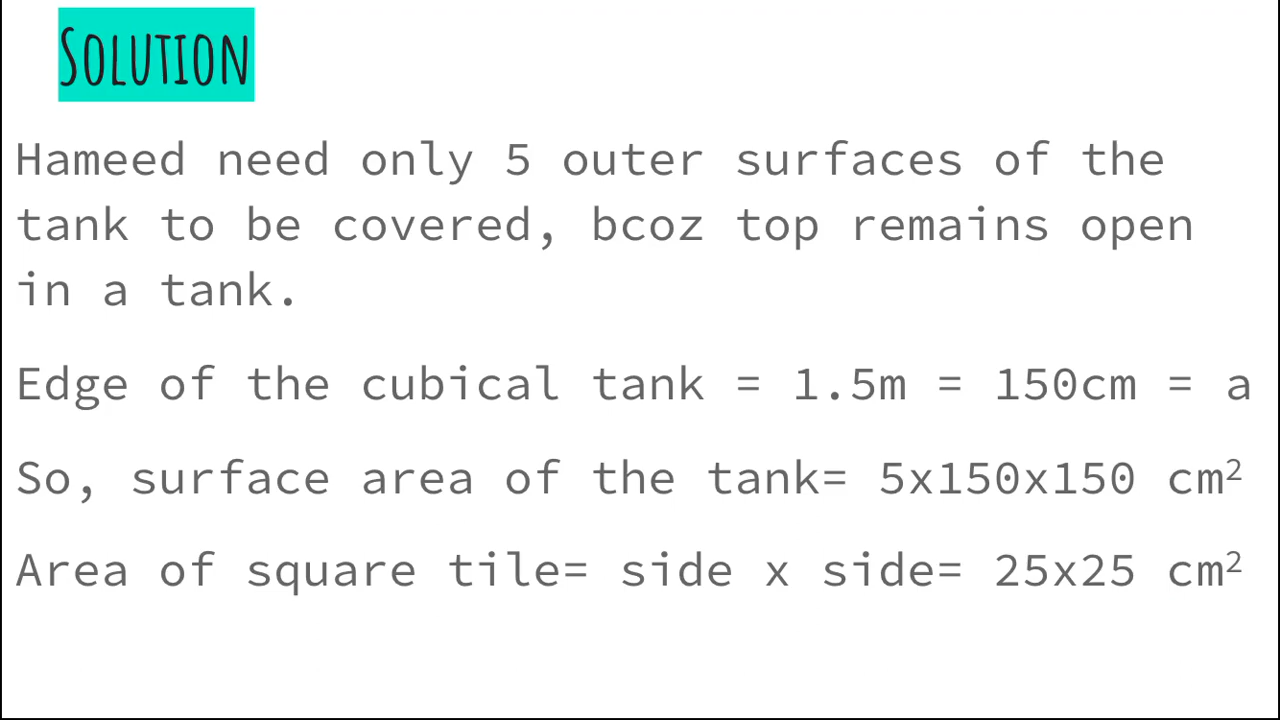 SOLUTION
Hameed need only 5 outer surfaces of the
tank to be covered, bcoz top remains open
in a tank.
Edge of the cubical tank = 1.5m = 150cm = a
So, surface area of the tank= 5x150x150 cm²
Area of square tile= side x side= 25x25 cm²